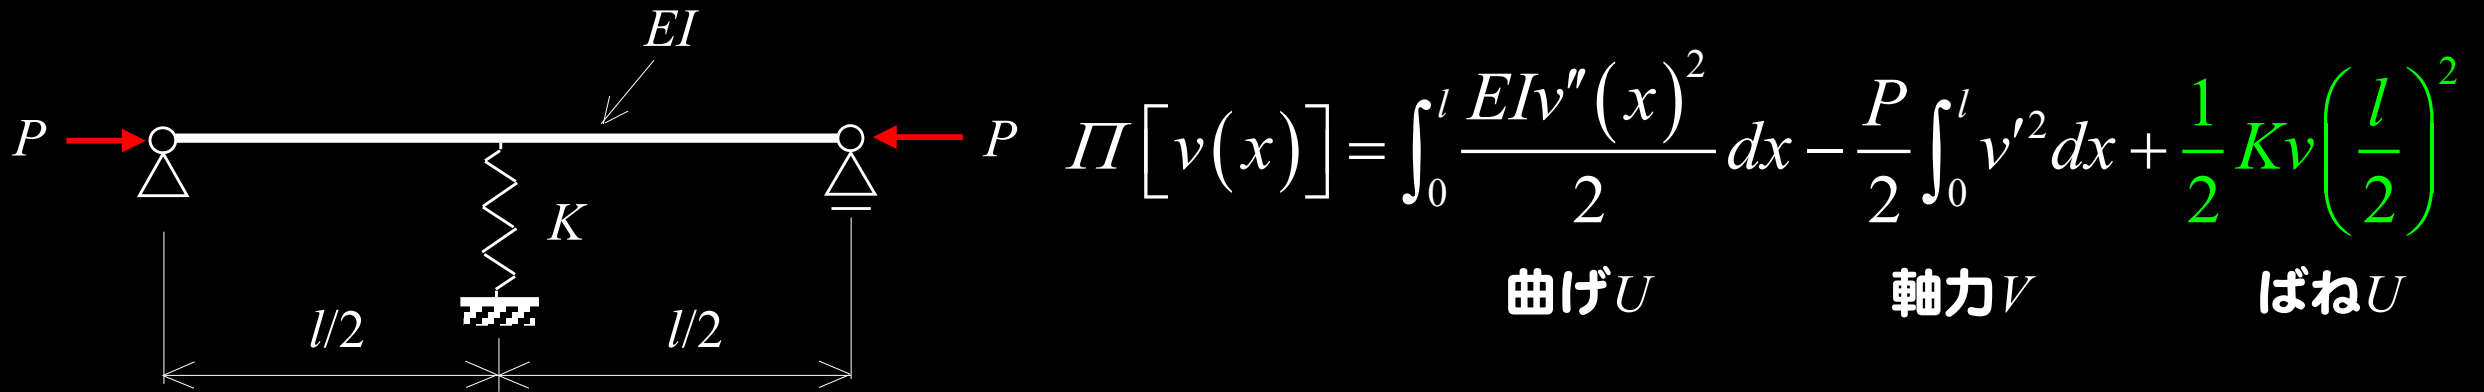 EI
P
P
K
l/2
l/2
Π[v(x)] = ∫₀ˡ EIv″(x)²/2 dx − P/2 ∫₀ˡ v′² dx + 1/2 Kv(l/2)²
曲げU 軸力V ばねU